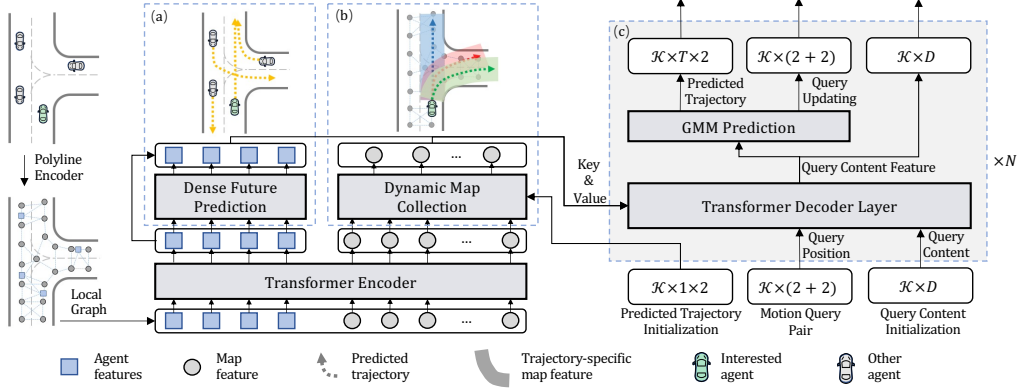 (a)
(b)
(c)
𝒦×T×2
𝒦×(2 + 2)
𝒦×D
Predicted
Trajectory
Query
Updating
GMM Prediction
Query Content Feature
×N
Transformer Decoder Layer
Key
&
Value
Query
Position
Query
Content
𝒦×1×2
𝒦×(2 + 2)
𝒦×D
Predicted Trajectory
Initialization
Motion Query
Pair
Query Content
Initialization
Polyline
Encoder
Local
Graph
...
Dense Future
Prediction
Dynamic Map
Collection
...
Transformer Encoder
...
Agent
features
Map
feature
Predicted
trajectory
Trajectory-specific
map feature
Interested
agent
Other
agent